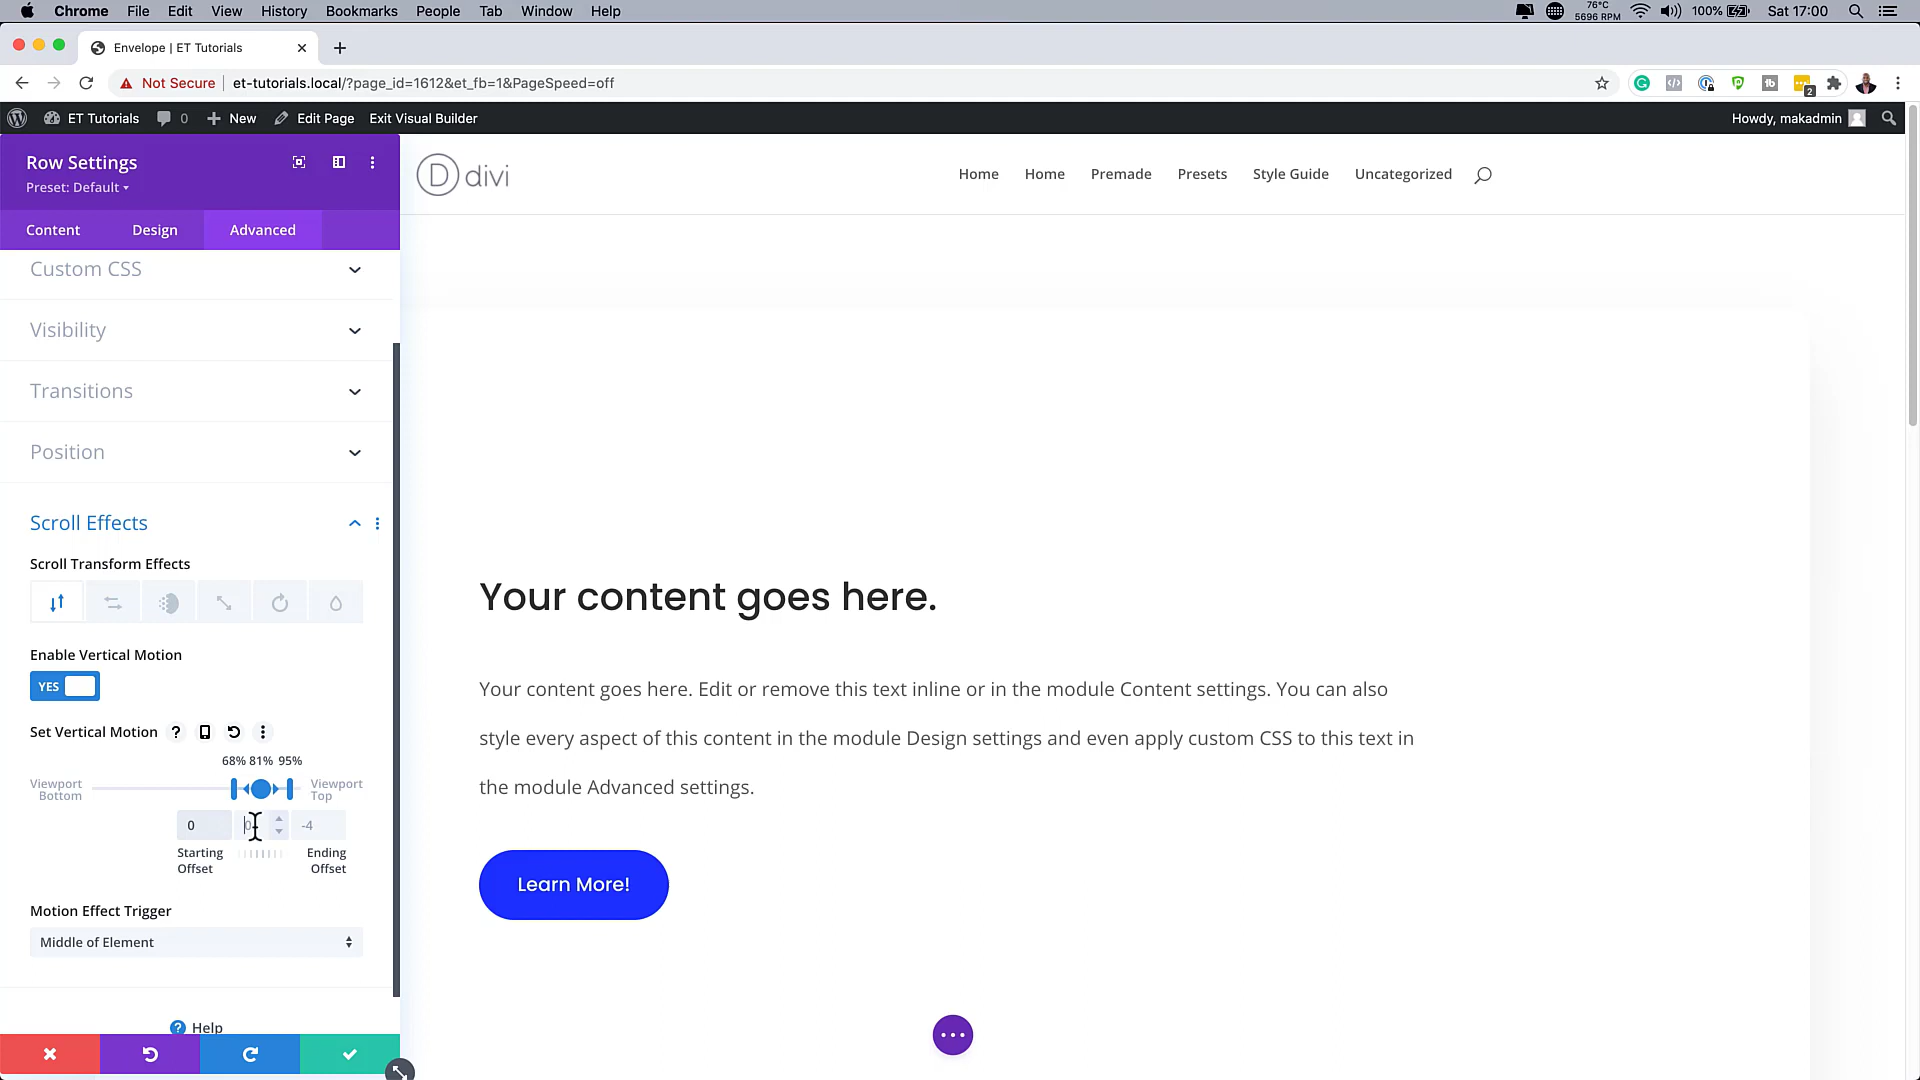 Chrome File Edit View History Bookmarks People Tab Window Help
76°C
5696 RPM
100%
Sat 17:00
Envelope | ET Tutorials
Not Secure
et-tutorials.local/?page_id=1612&et_fb=1&PageSpeed=off
2
ET Tutorials 0 New Edit Page Exit Visual Builder
Howdy, makadmin
Row Settings
Preset: Default
Content Design Advanced
Custom CSS
Visibility
Transitions
Position
Scroll Effects
Scroll Transform Effects
Enable Vertical Motion
YES
Set Vertical Motion ?
68% 81% 95%
Viewport Bottom
Viewport Top
0 0 -4
Starting Offset
Ending Offset
Motion Effect Trigger
Middle of Element
? Help
D divi
Home Home Premade Presets Style Guide Uncategorized
Your content goes here.
Your content goes here. Edit or remove this text inline or in the module Content settings. You can also
style every aspect of this content in the module Design settings and even apply custom CSS to this text in
the module Advanced settings.
Learn More!